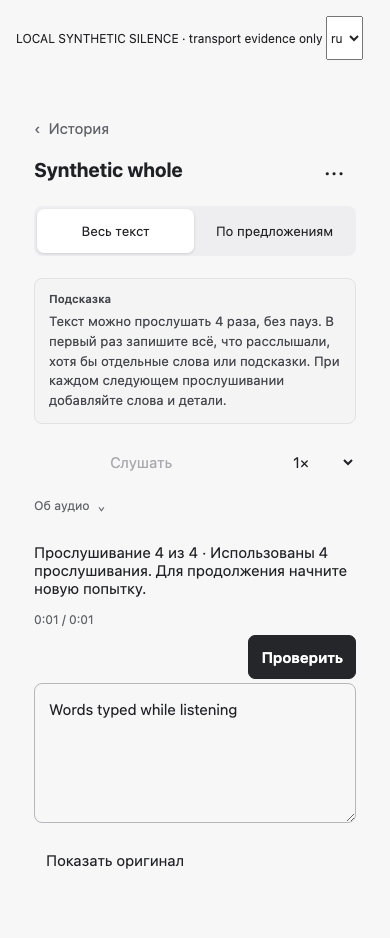 LOCAL SYNTHETIC SILENCE · transport evidence only ru
‹ История
Synthetic whole
...
Весь текст По предложениям
Подсказка
Текст можно прослушать 4 раза, без пауз. В
первый раз запишите всё, что расслышали,
хотя бы отдельные слова или подсказки. При
каждом следующем прослушивании
добавляйте слова и детали.
Слушать 1×
Об аудио
Прослушивание 4 из 4 · Использованы 4
прослушивания. Для продолжения начните
новую попытку.
0:01 / 0:01
Проверить
Words typed while listening
Показать оригинал